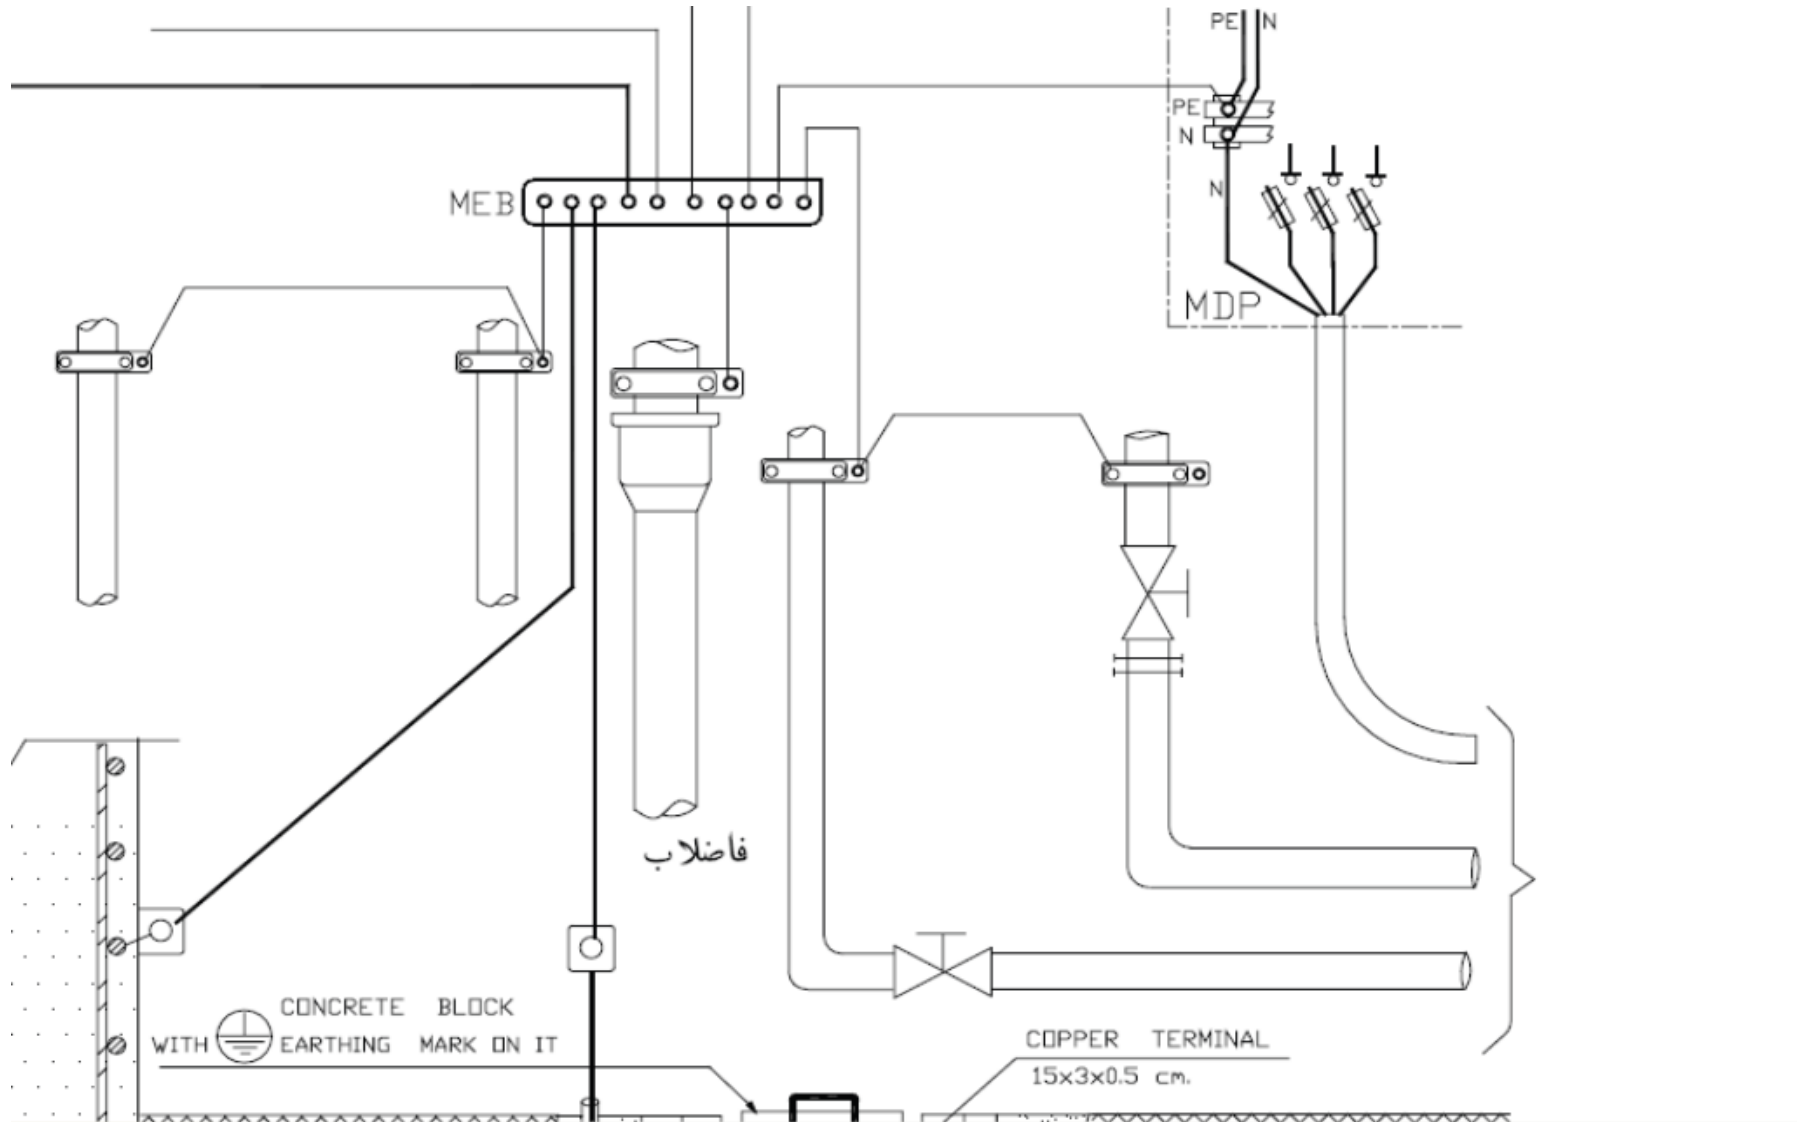 PE N
PE
N
N
MEB
MDP
فاضلاب
CONCRETE BLOCK
WITH EARTHING MARK ON IT
COPPER TERMINAL
15x3x0.5 cm.